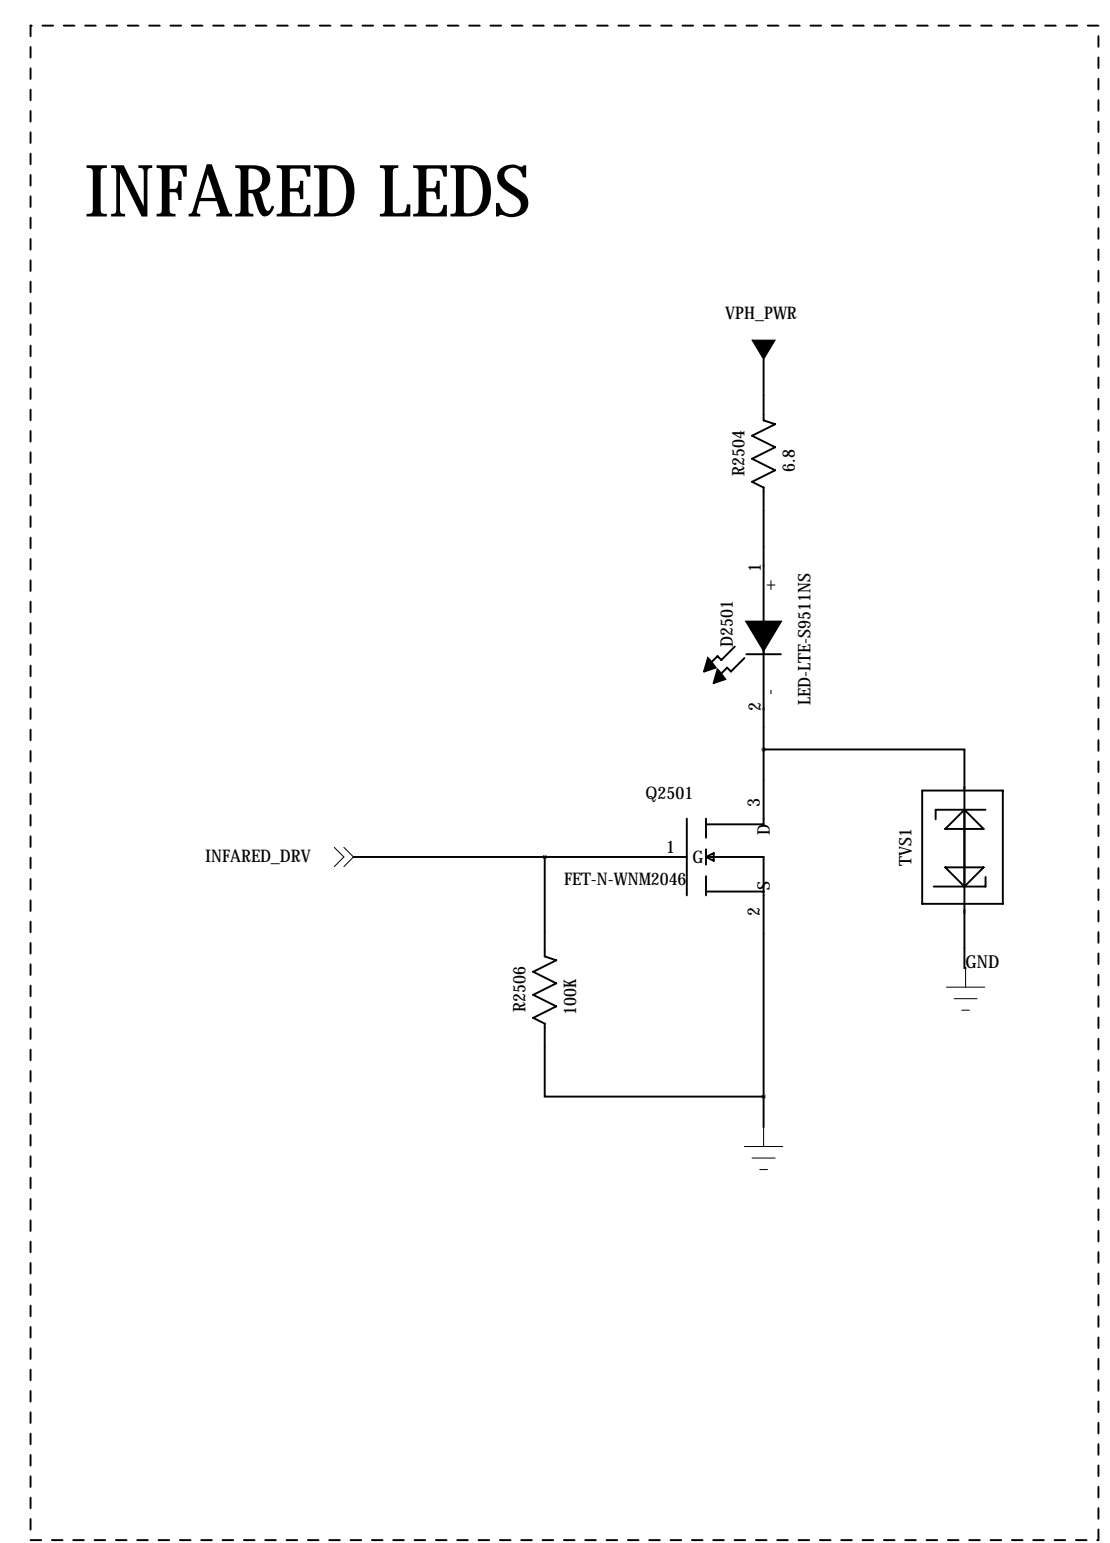 INFARED LEDS
VPH_PWR
R2504
6.8
1
+
D2501
LED-LTE-S9511NS
-
2
Q2501
3
D
INFARED_DRV
1
G
FET-N-WNM2046
S
2
TVS1
GND
R2506
100K